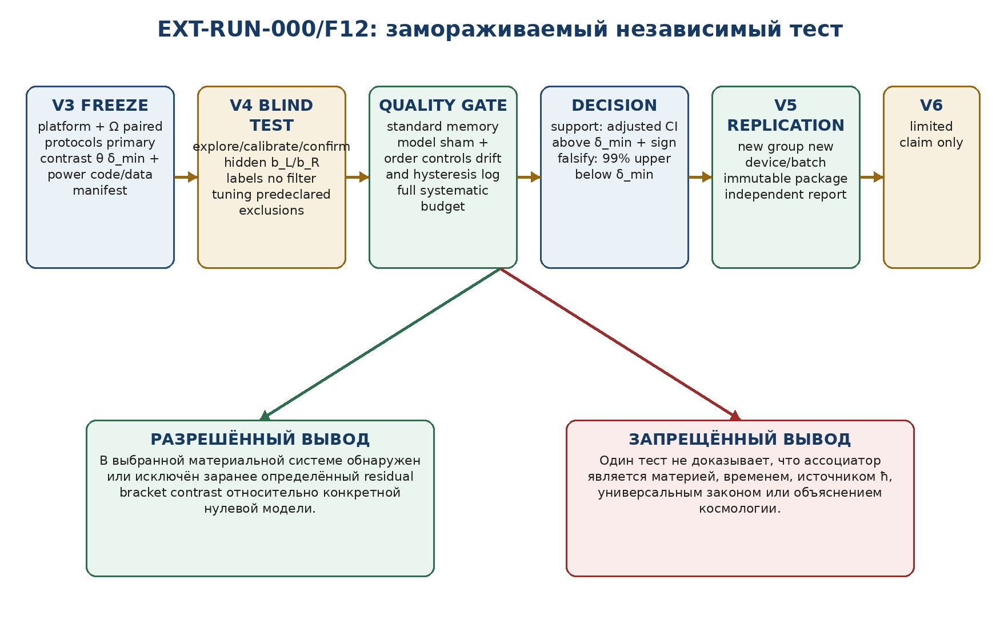 EXT-RUN-000/F12: замораживаемый независимый тест
V3 FREEZE
platform + Ω paired
protocols primary
contrast θ δ_min +
power code/data
manifest
V4 BLIND
TEST
explore/calibrate/confirm
hidden b_L/b_R
labels no filter
tuning predeclared
exclusions
QUALITY GATE
standard memory
model sham +
order controls drift
and hysteresis log
full systematic
budget
DECISION
support: adjusted CI
above δ_min + sign
falsify: 99% upper
below δ_min
V5
REPLICATION
new group new
device/batch
immutable package
independent report
V6
limited
claim only
РАЗРЕШЁННЫЙ ВЫВОД
В выбранной материальной системе обнаружен
или исключён заранее определённый residual
bracket contrast относительно конкретной
нулевой модели.
ЗАПРЕЩЁННЫЙ ВЫВОД
Один тест не доказывает, что ассоциатор
является материей, временем, источником ħ,
универсальным законом или объяснением
космологии.